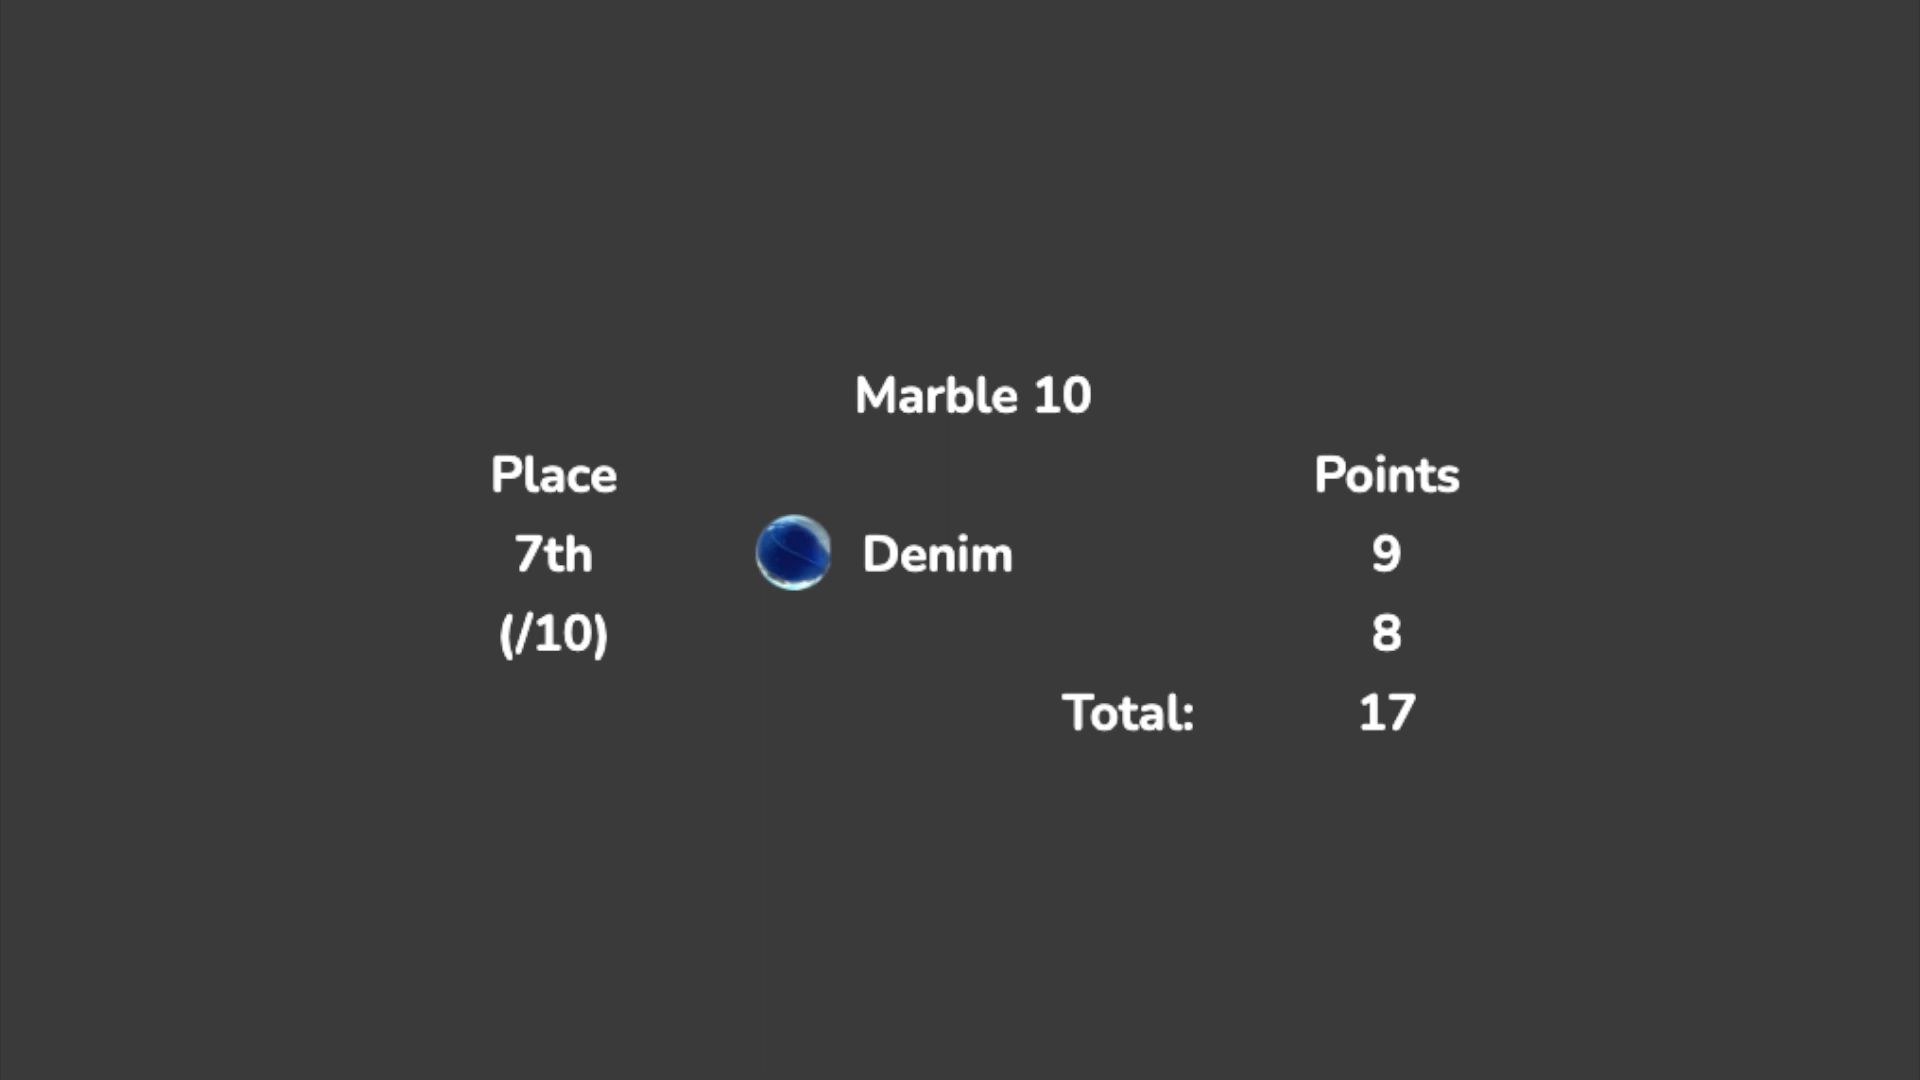 Marble 10
Place Points
7th Denim 9
(/10) 8
Total: 17